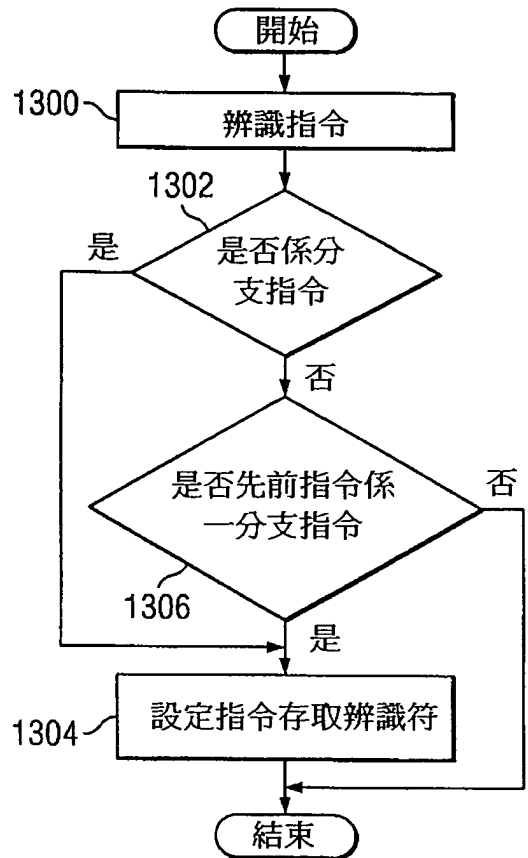 開始
1300
辨識指令
1302
是
是否係分
支指令
否
是否先前指令係
一分支指令
否
1306
是
1304
設定指令存取辨識符
結束